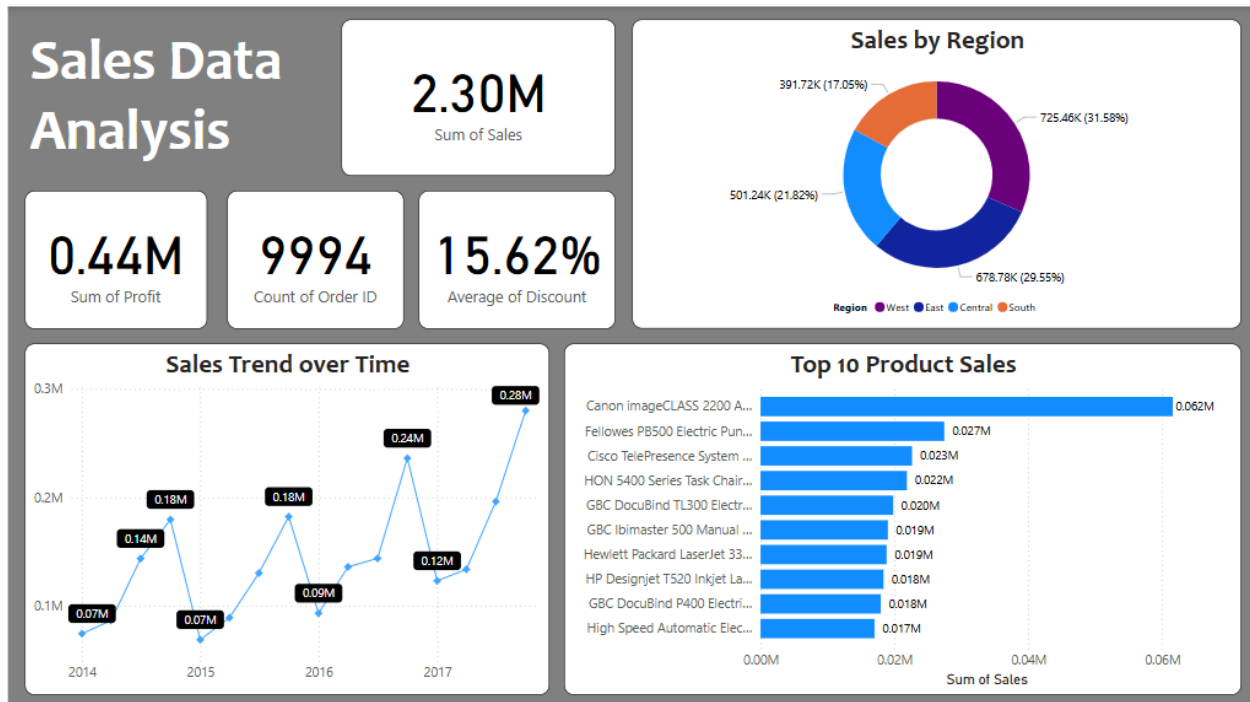 Sales Data
Analysis
2.30M
Sum of Sales
0.44M
Sum of Profit
9994
Count of Order ID
15.62%
Average of Discount
Sales by Region
391.72K (17.05%)
725.46K (31.58%)
501.24K (21.82%)
678.78K (29.55%)
Region West East Central South
Sales Trend over Time
0.3M
0.2M
0.1M
0.07M
0.14M
0.18M
0.07M
0.18M
0.09M
0.24M
0.12M
0.28M
2014 2015 2016 2017
Top 10 Product Sales
Canon imageCLASS 2200 A... 0.062M
Fellowes PB500 Electric Pun... 0.027M
Cisco TelePresence System ... 0.023M
HON 5400 Series Task Chair... 0.022M
GBC DocuBind TL300 Electr... 0.020M
GBC Ibimaster 500 Manual ... 0.019M
Hewlett Packard LaserJet 33... 0.019M
HP Designjet T520 Inkjet La... 0.018M
GBC DocuBind P400 Electri... 0.018M
High Speed Automatic Elec... 0.017M
0.00M 0.02M 0.04M 0.06M
Sum of Sales